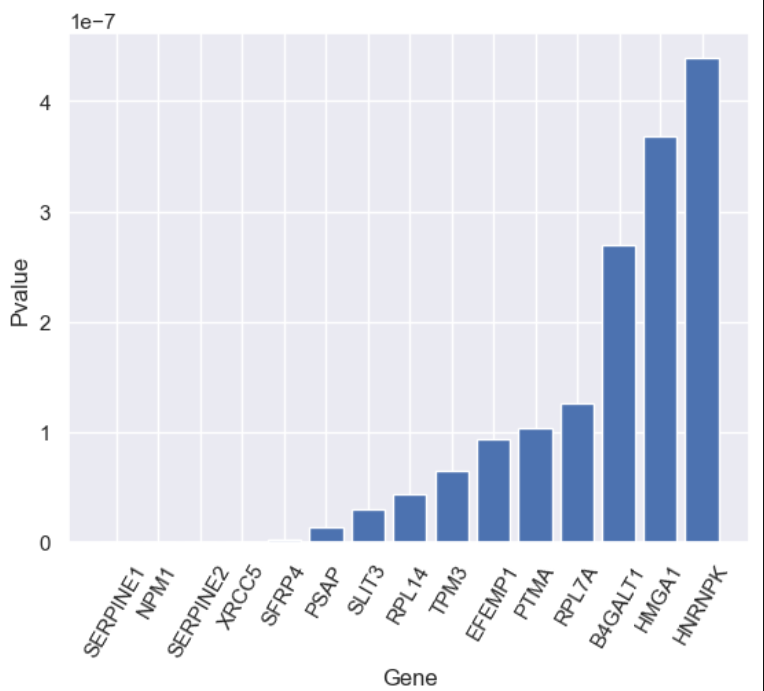 1e−7
4
3
2
1
0
Pvalue
SERPINE1
NPM1
SERPINE2
XRCC5
SFRP4
PSAP
SLIT3
RPL14
TPM3
EFEMP1
PTMA
RPL7A
B4GALT1
HMGA1
HNRNPK
Gene